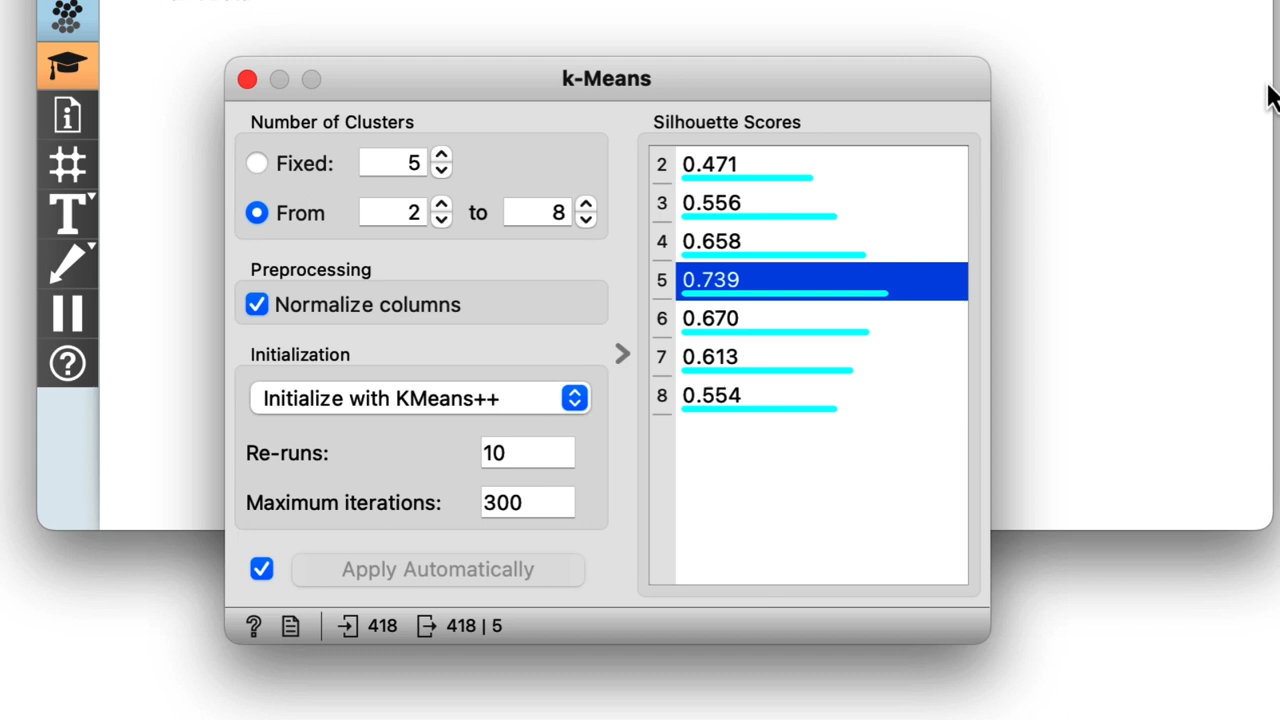 k-Means
Number of Clusters
Fixed: 5
From 2 to 8
Preprocessing
Normalize columns
Initialization
Initialize with KMeans++
Re-runs: 10
Maximum iterations: 300
Apply Automatically
Silhouette Scores
2 0.471
3 0.556
4 0.658
5 0.739
6 0.670
7 0.613
8 0.554
? 418 418 | 5